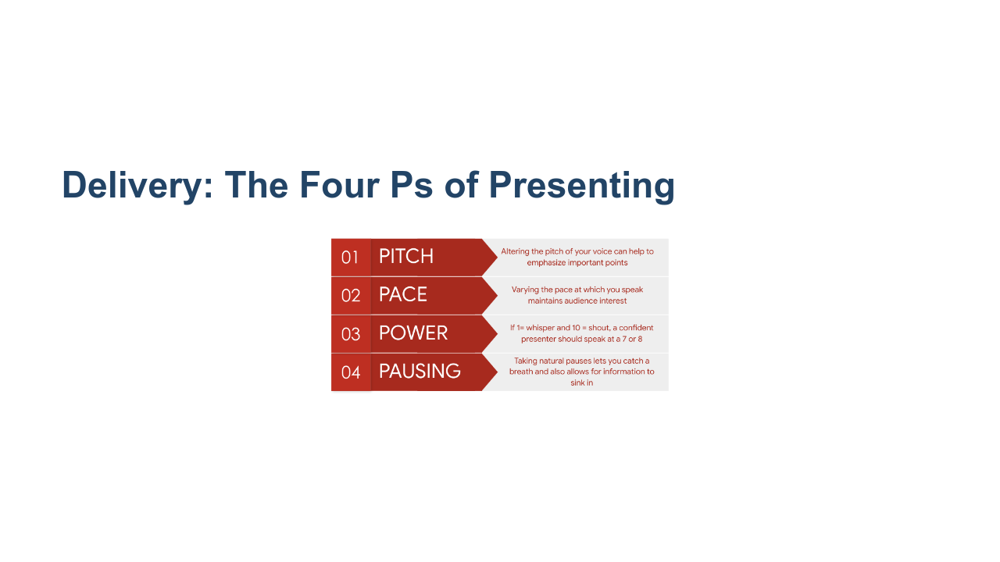 Delivery: The Four Ps of Presenting
01 PITCH
Altering the pitch of your voice can help to
emphasize important points
02 PACE
Varying the pace at which you speak
maintains audience interest
03 POWER
If 1= whisper and 10 = shout, a confident
presenter should speak at a 7 or 8
04 PAUSING
Taking natural pauses lets you catch a
breath and also allows for information to
sink in